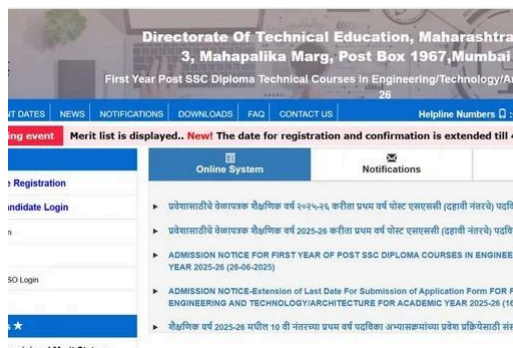 Directorate Of Technical Education, Maharashtra
3, Mahapalika Marg, Post Box 1967,Mumbai
First Year Post SSC Diploma Technical Courses In Engineering/Technology/Ar
26
NT DATES NEWS NOTIFICATIONS DOWNLOADS FAQ CONTACT US Helpline Numbers :
ing event Merit list is displayed.. New! The date for registration and confirmation is extended till 4
Online System
Notifications
e Registration
andidate Login
n
SO Login
s ★
प्रवेशासाठीचे वेळापत्रक शैक्षणिक वर्ष २०२५-२६ करीता प्रथम वर्ष पोस्ट एसएससी (दहावी नंतरचे) पदवि
प्रवेशासाठीचे वेळापत्रक शैक्षणिक वर्ष 2025-26 करीता प्रथम वर्ष पोस्ट एसएससी (दहावी नंतरचे) पदवि
ADMISSION NOTICE FOR FIRST YEAR OF POST SSC DIPLOMA COURSES IN ENGINEE
YEAR 2025-26 (26-06-2025)
ADMISSION NOTICE-Extension of Last Date For Submission of Application Form FOR F
ENGINEERING AND TECHNOLOGY/ARCHITECTURE FOR ACADEMIC YEAR 2025-26 (16
शैक्षणिक वर्ष 2025-26 मधील 10 वी नंतरच्या प्रथम वर्ष पदविका अभ्यासक्रमांच्या प्रवेश प्रक्रियेसाठी संस